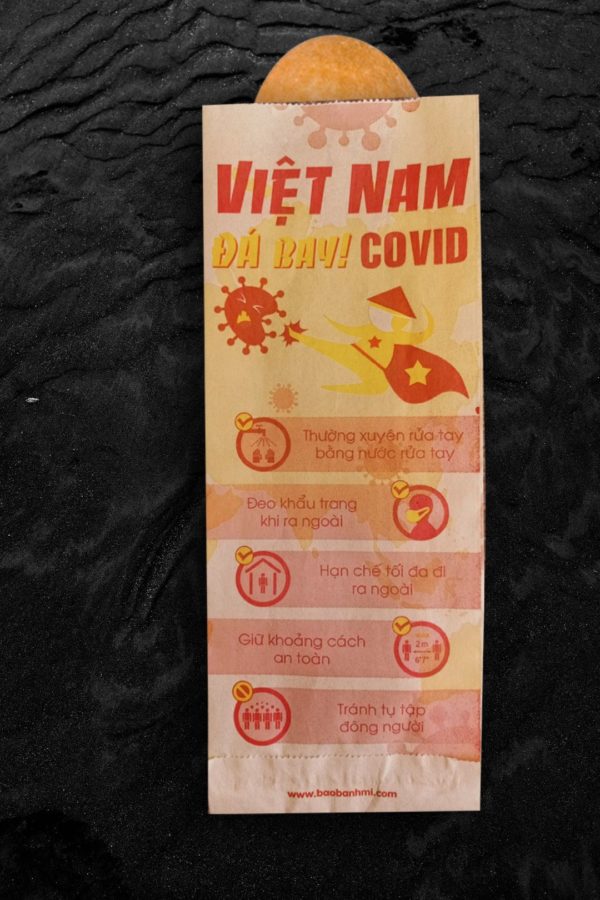 VIỆT NAM
ĐÁ BAY! COVID
Thường xuyên rửa tay
bằng nước rửa tay
Đeo khẩu trang
khi ra ngoài
Hạn chế tối đa đi
ra ngoài
Giữ khoảng cách
an toàn
2m
6'7"
Tránh tụ tập
đông người
www.baobanhmi.com